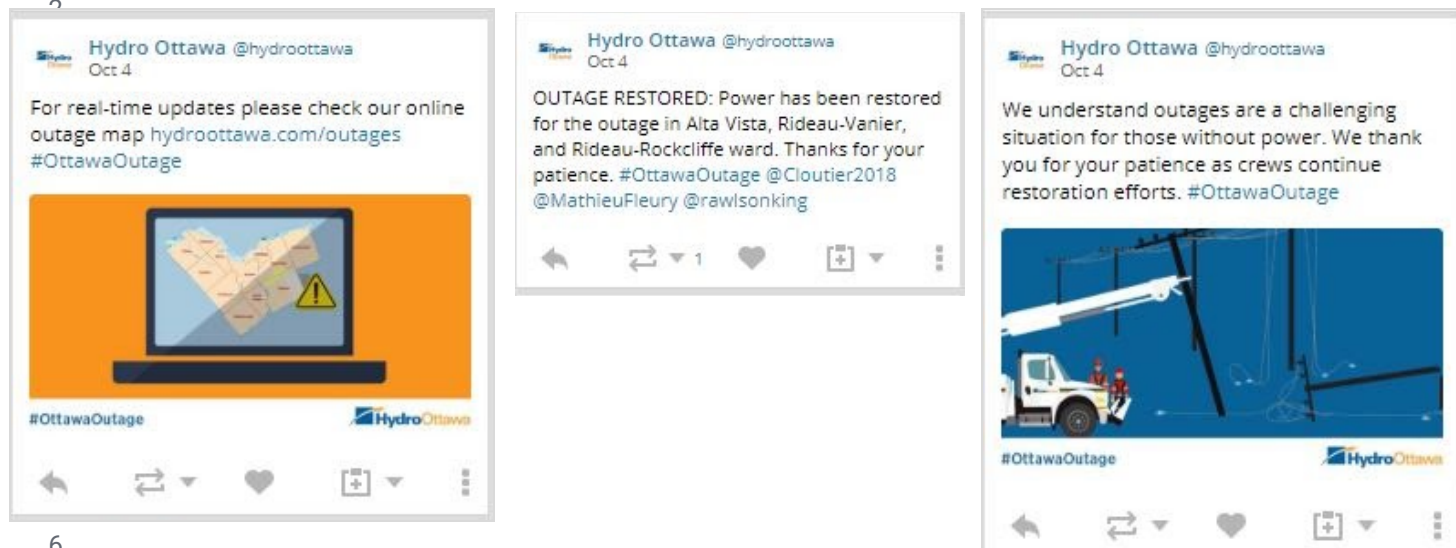 Hydro Ottawa @hydroottawa
Oct 4
For real-time updates please check our online
outage map hydroottawa.com/outages
#OttawaOutage
#OttawaOutage
HydroOttawa
Hydro Ottawa @hydroottawa
Oct 4
OUTAGE RESTORED: Power has been restored
for the outage in Alta Vista, Rideau-Vanier,
and Rideau-Rockcliffe ward. Thanks for your
patience. #OttawaOutage @Cloutier2018
@MathieuFleury @rawlsonking
1
Hydro Ottawa @hydroottawa
Oct 4
We understand outages are a challenging
situation for those without power. We thank
you for your patience as crews continue
restoration efforts. #OttawaOutage
#OttawaOutage
HydroOttawa